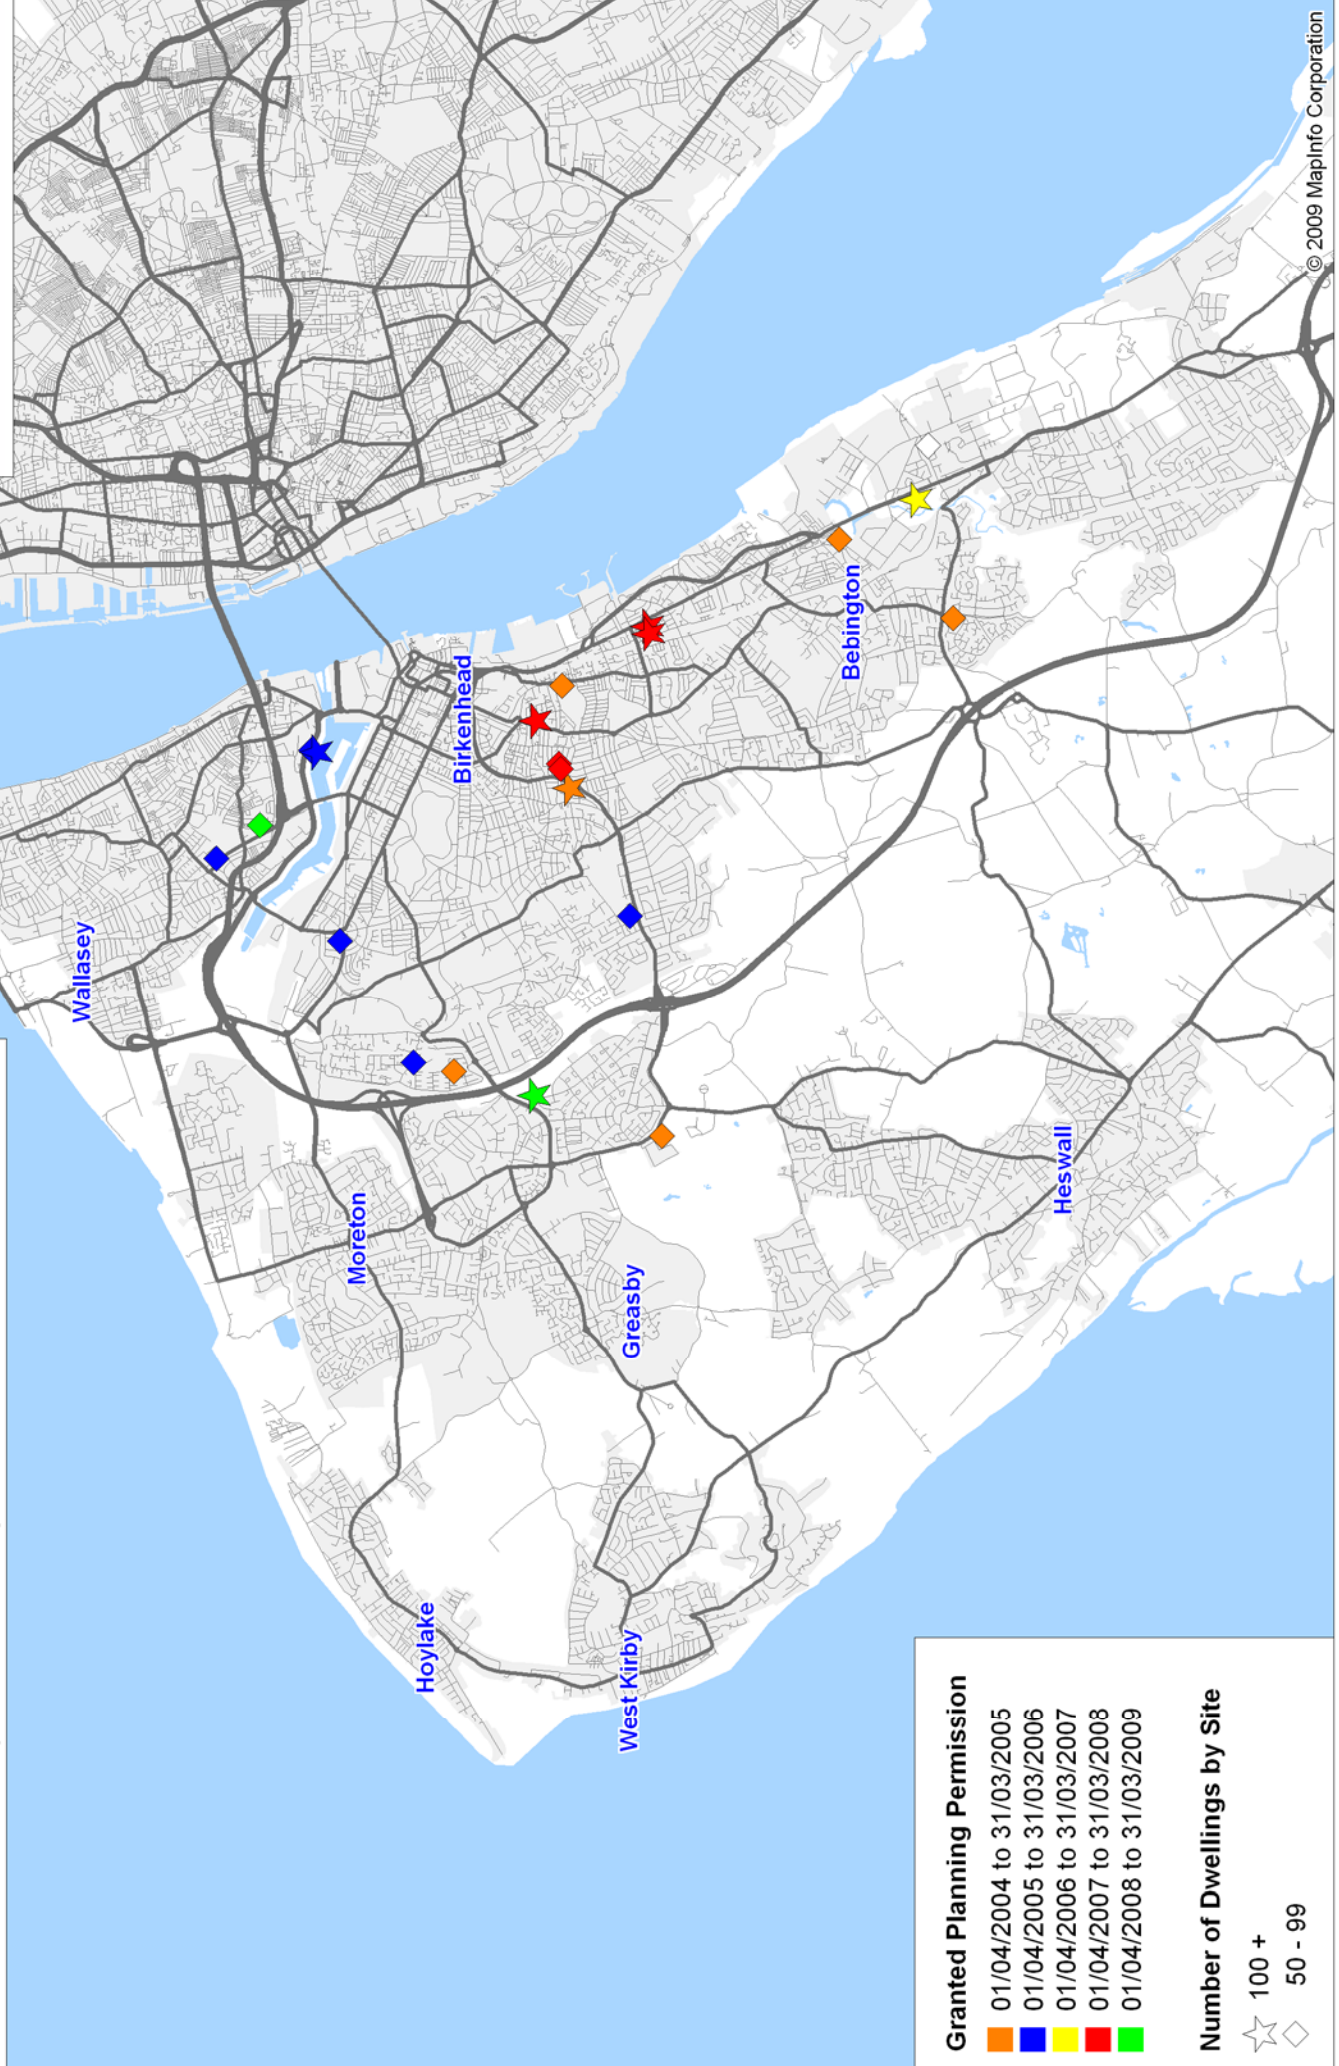 Wallasey
Birkenhead
Moreton
Bebington
Hoylake
Greasby
West Kirby
Heswall
Granted Planning Permission
01/04/2004 to 31/03/2005
01/04/2005 to 31/03/2006
01/04/2006 to 31/03/2007
01/04/2007 to 31/03/2008
01/04/2008 to 31/03/2009
Number of Dwellings by Site
100 +
50 - 99
© 2009 MapInfo Corporation